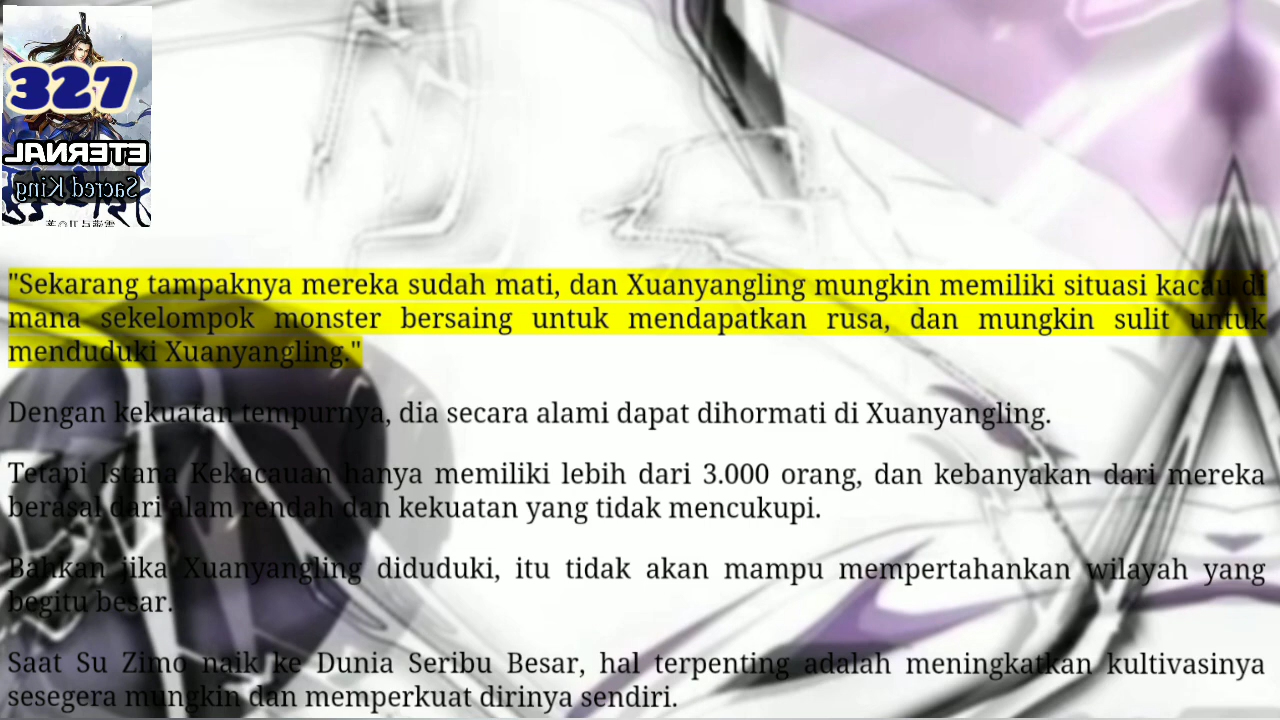 327
ETERNAL
Sacred King
"Sekarang tampaknya mereka sudah mati, dan Xuanyangling mungkin memiliki situasi kacau di
mana sekelompok monster bersaing untuk mendapatkan rusa, dan mungkin sulit untuk
menduduki Xuanyangling."
Dengan kekuatan tempurnya, dia secara alami dapat dihormati di Xuanyangling.
Tetapi Istana Kekacauan hanya memiliki lebih dari 3.000 orang, dan kebanyakan dari mereka
berasal dari alam rendah dan kekuatan yang tidak mencukupi.
Bahkan jika Xuanyangling diduduki, itu tidak akan mampu mempertahankan wilayah yang
begitu besar.
Saat Su Zimo naik ke Dunia Seribu Besar, hal terpenting adalah meningkatkan kultivasinya
sesegera mungkin dan memperkuat dirinya sendiri.